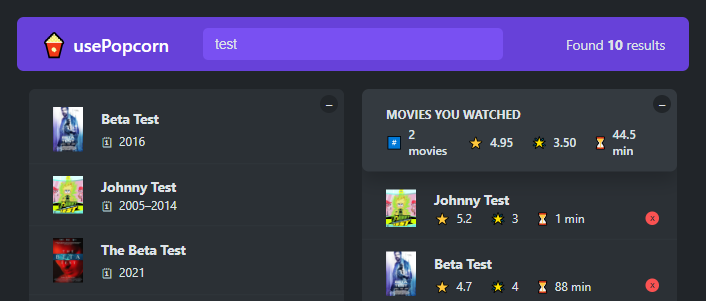 usePopcorn
test
Found 10 results
–
Beta Test
2016
Johnny Test
2005–2014
The Beta Test
2021
–
MOVIES YOU WATCHED
# 2 movies 4.95 3.50 44.5 min
Johnny Test
5.2 3 1 min x
Beta Test
4.7 4 88 min x